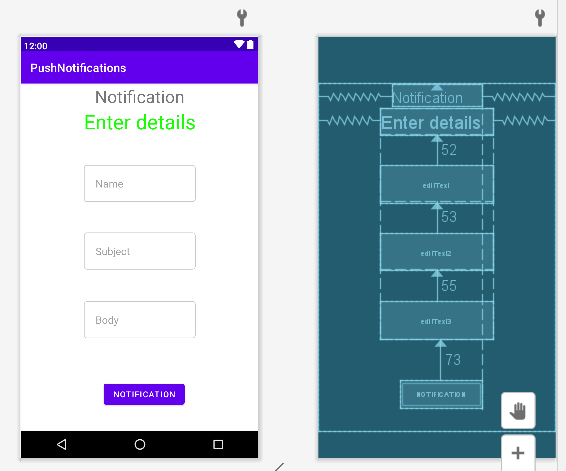 12:00
PushNotifications
Notification
Enter details
Name
Subject
Body
NOTIFICATION
Notification
Enter details
52
editText
53
editText2
55
editText3
73
NOTIFICATION